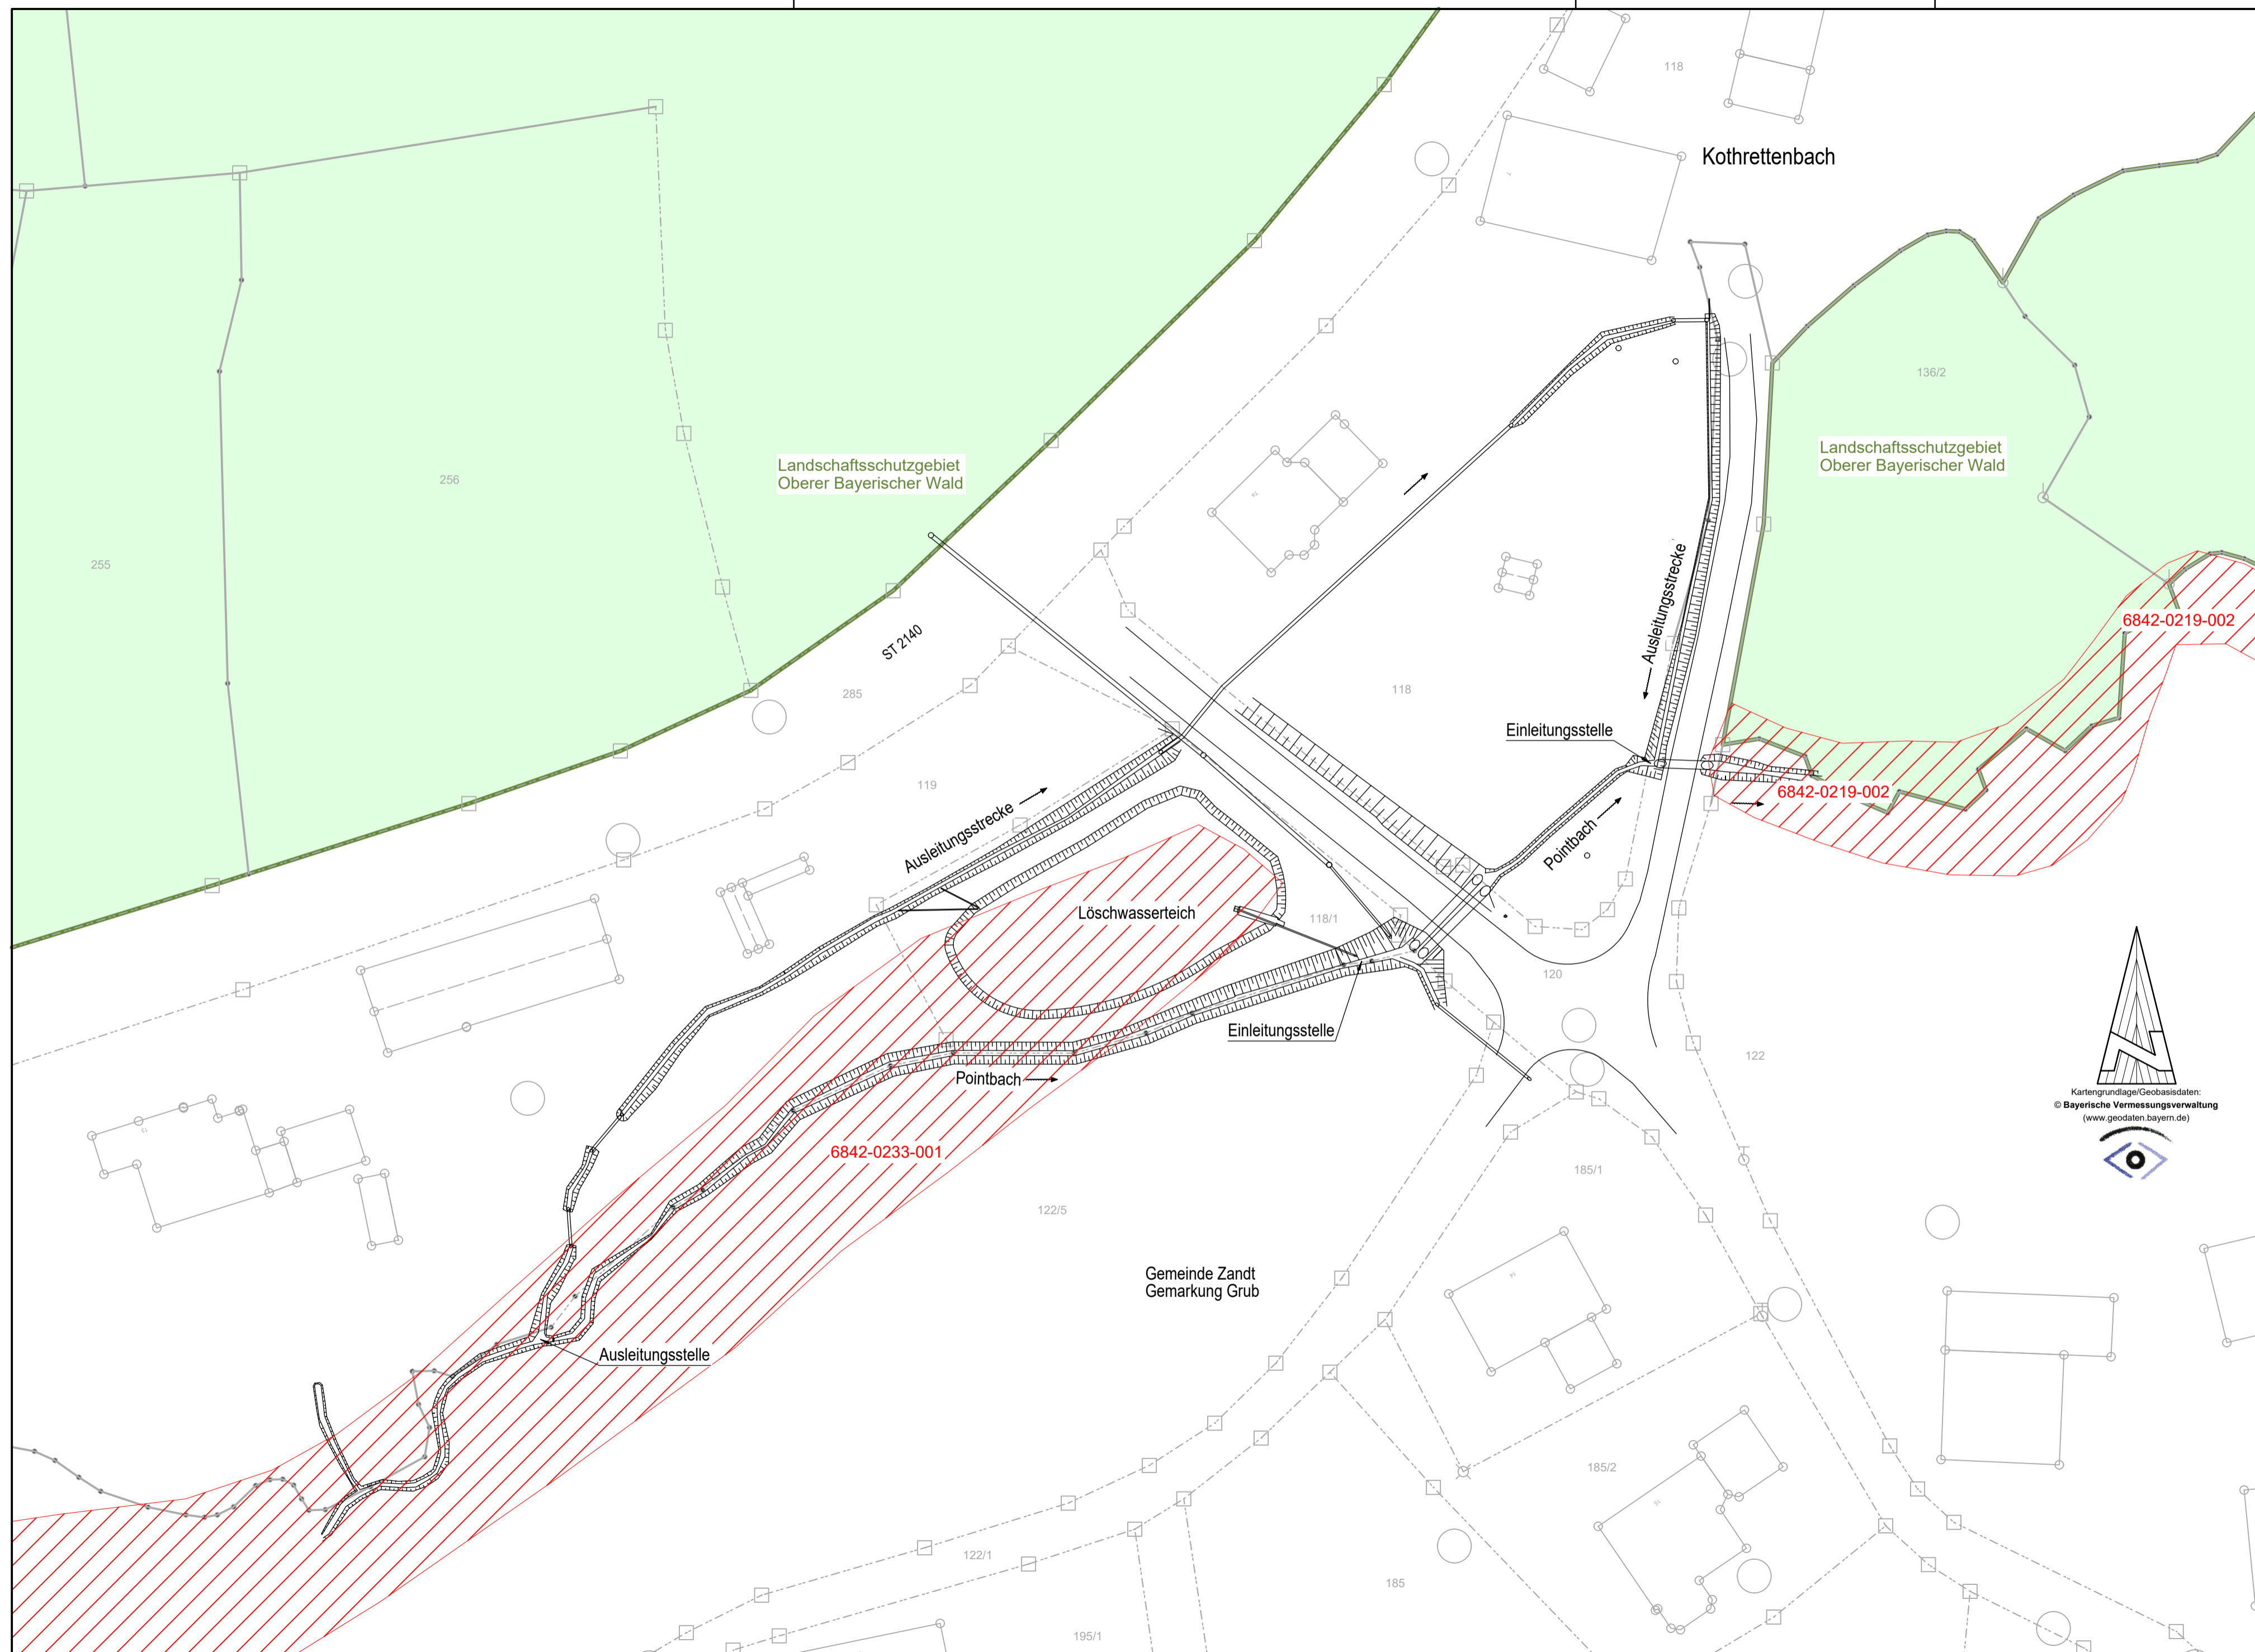 118
Kothrettenbach
136/2
Landschaftsschutzgebiet
Oberer Bayerischer Wald
Landschaftsschutzgebiet
Oberer Bayerischer Wald
256
255
Ausleitungsstrecke
6842-0219-002
ST 2140
285
118
Einleitungsstelle
119
6842-0219-002
Ausleitungsstrecke
Pointbach
Löschwasserteich
118/1
120
Einleitungsstelle
122
Pointbach
Kartengrundlage/Geobasisdaten:
© Bayerische Vermessungsverwaltung
(www.geodaten.bayern.de)
6842-0233-001
185/1
122/5
Gemeinde Zandt
Gemarkung Grub
Ausleitungsstelle
185/2
122/1
185
195/1